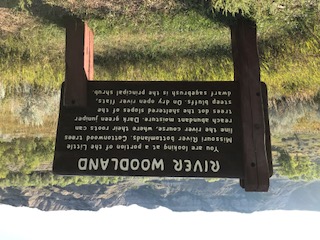 RIVER WOODLAND
You are looking at a portion of the Little
Missouri River bottomlands. Cottonwood trees
line the river course, where their roots can
reach abundant moisture. Dark green juniper
trees dot the sheltered slopes of the
steep bluffs. On dry open river flats,
dwarf sagebrush is the principal shrub.